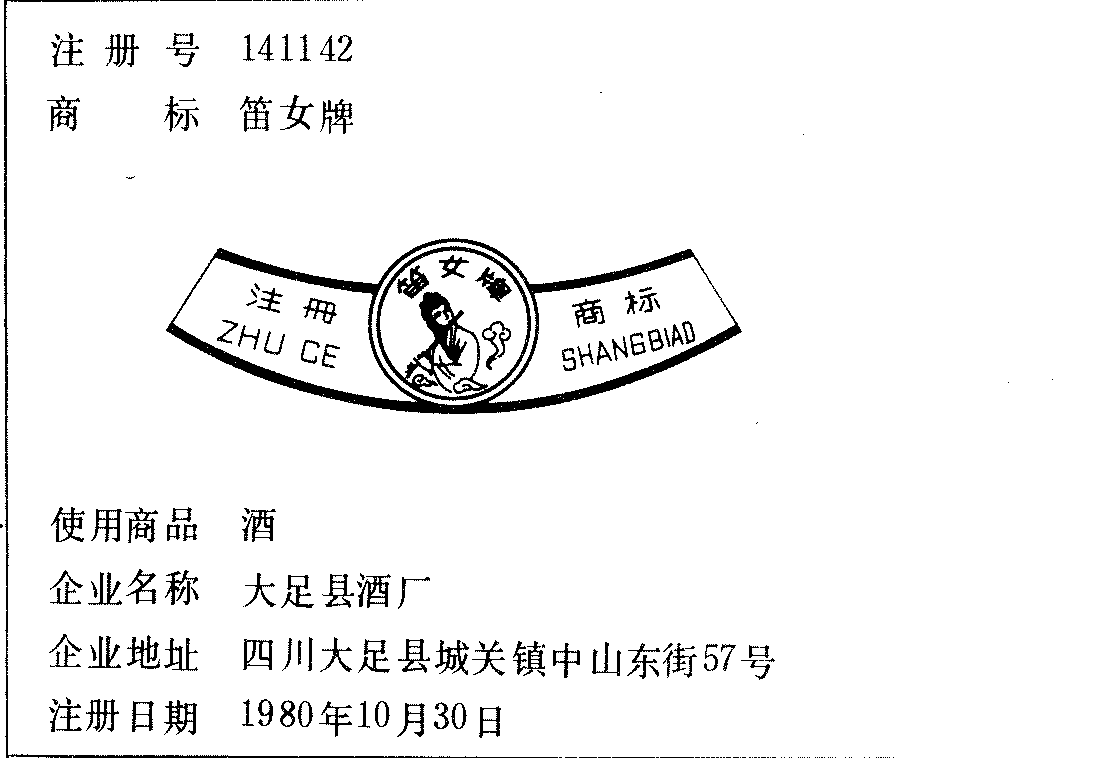 注册号 141142
商标 笛女牌
笛女牌
注冊 商标
ZHU CE SHANGBIAO
使用商品 酒
企业名称 大足县酒厂
企业地址 四川大足县城关镇中山东街57号
注册日期 1980年10月30日